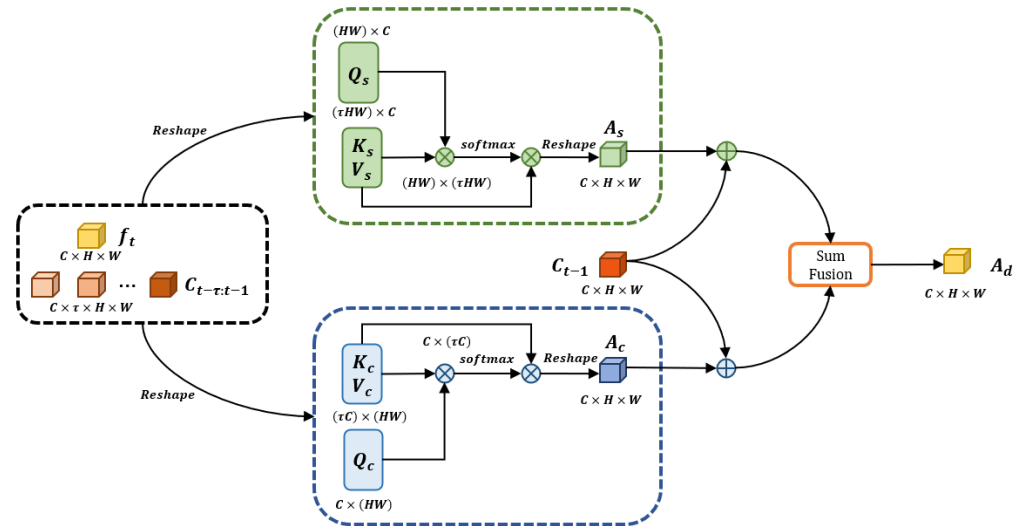 (HW) × C
Q_s
(τHW) × C
K_s
V_s
softmax
Reshape
A_s
(HW) × (τHW)
C × H × W
Reshape
f_t
C × H × W
...
C_{t-τ:t-1}
C × τ × H × W
Reshape
C_{t-1}
C × H × W
Sum
Fusion
A_d
C × H × W
C × (τC)
K_c
V_c
softmax
Reshape
A_c
(τC) × (HW)
C × H × W
Q_c
C × (HW)